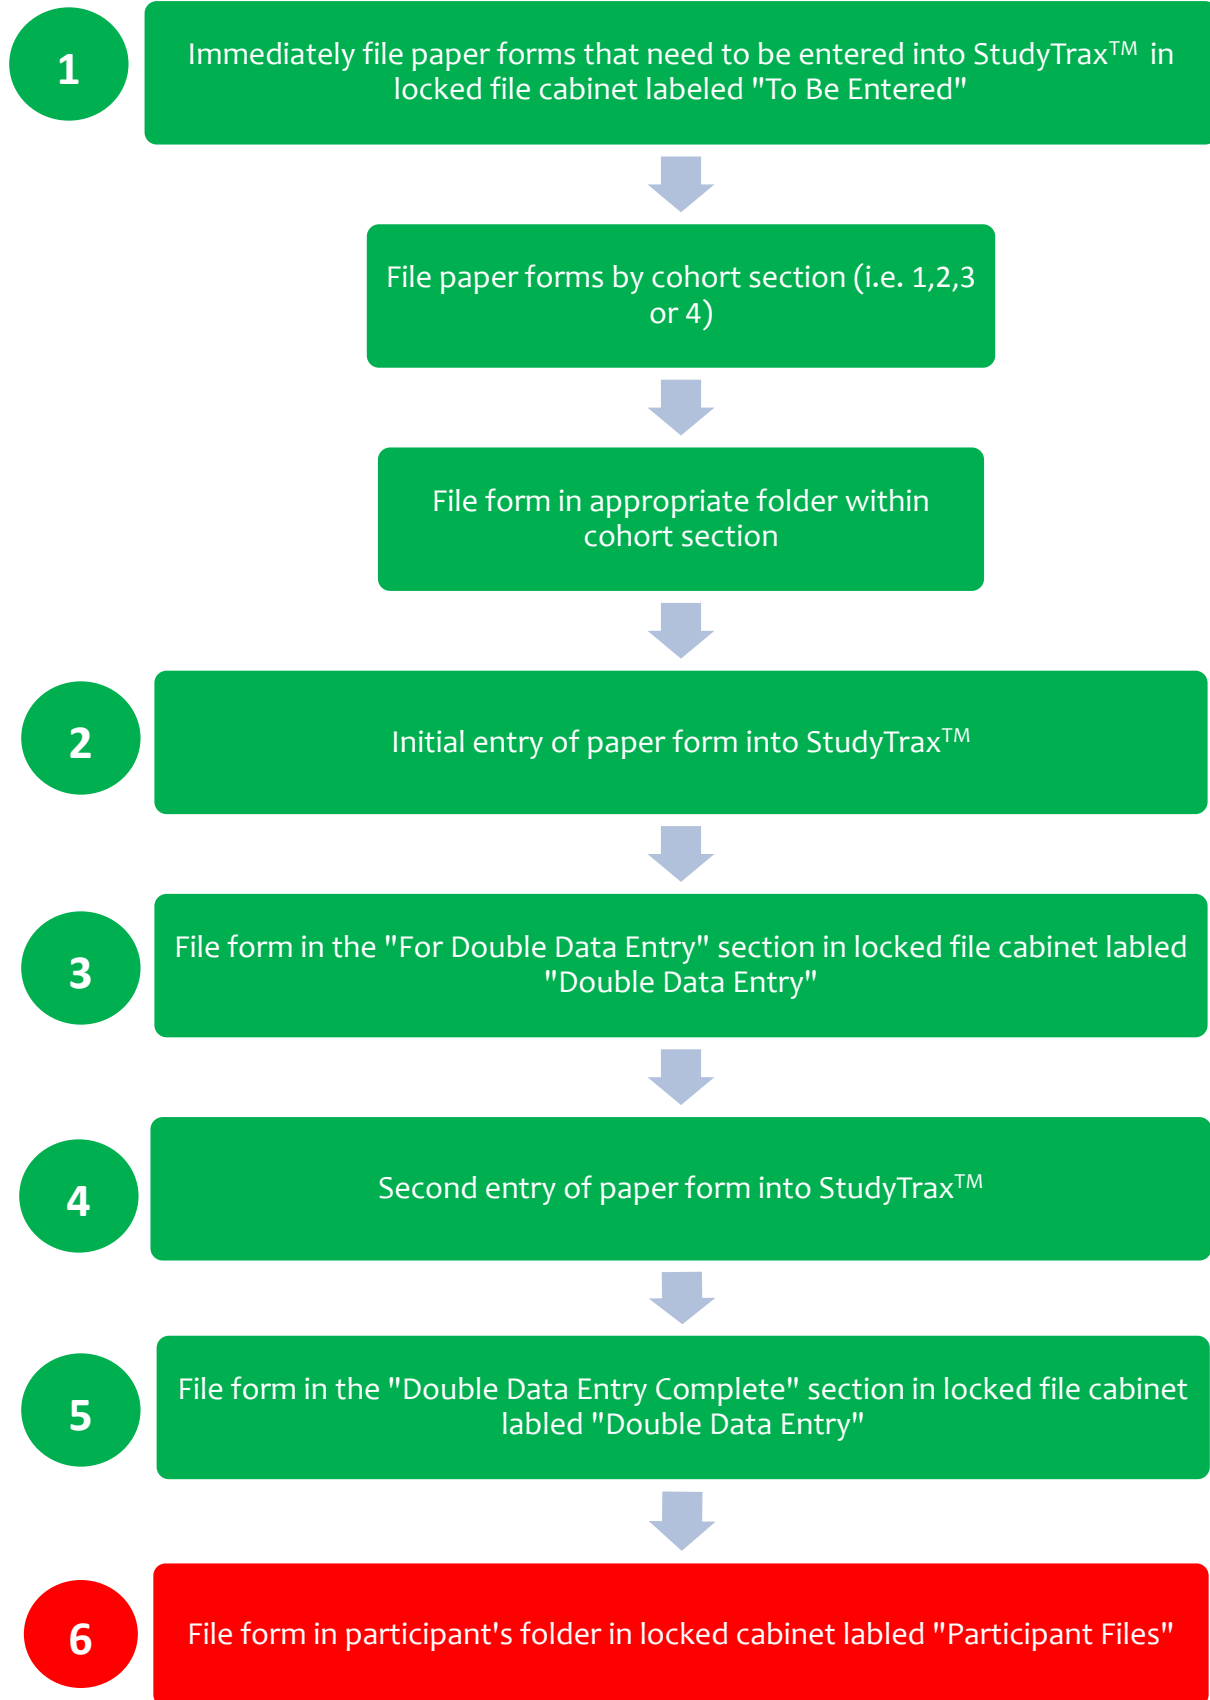 1
Immediately file paper forms that need to be entered into StudyTrax™ in
locked file cabinet labeled "To Be Entered"
File paper forms by cohort section (i.e. 1,2,3
or 4)
File form in appropriate folder within
cohort section
2
Initial entry of paper form into StudyTrax™
3
File form in the "For Double Data Entry" section in locked file cabinet labled
"Double Data Entry"
4
Second entry of paper form into StudyTrax™
5
File form in the "Double Data Entry Complete" section in locked file cabinet
labled "Double Data Entry"
6
File form in participant's folder in locked cabinet labled "Participant Files"